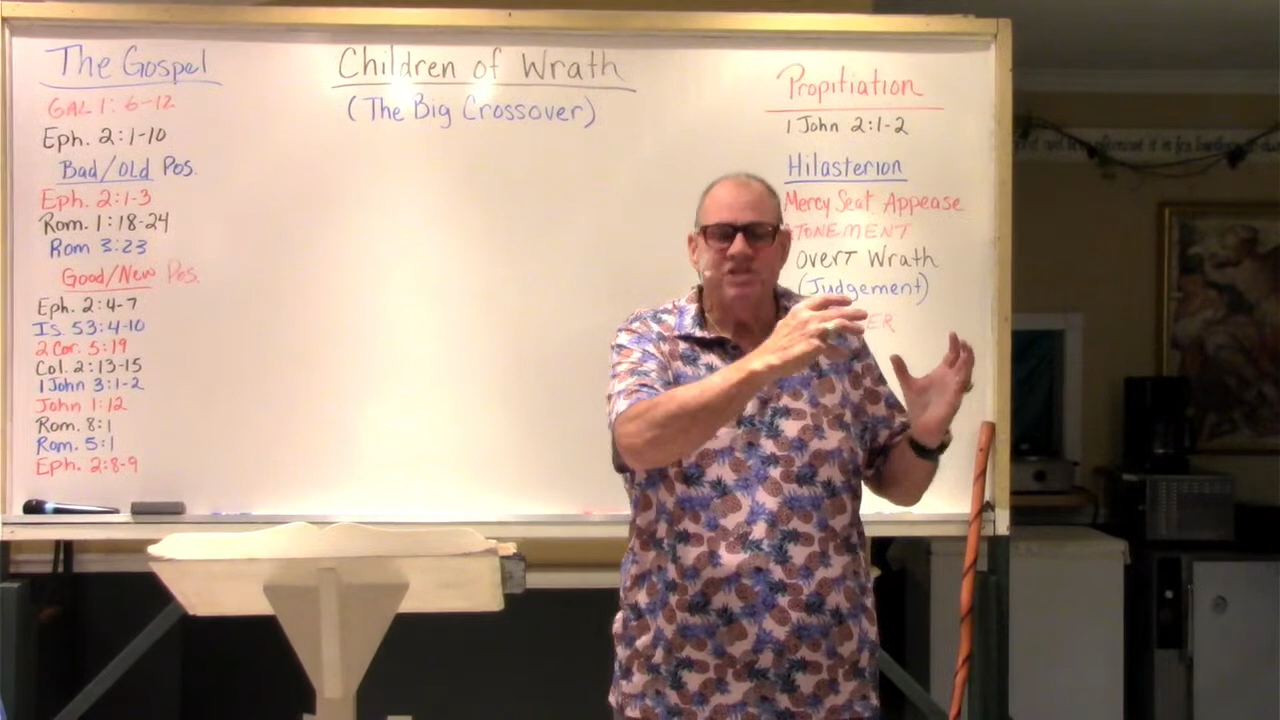 The Gospel
GAL 1: 6-12
Eph. 2:1-10
Bad/OLd Pos.
Eph. 2:1-3
Rom. 1:18-24
Rom 3:23
Good/New Pos.
Eph. 2:4-7
Is. 53:4-10
2 Cor. 5:19
Col. 2:13-15
1 John 3:1-2
John 1:12
Rom. 8:1
Rom. 5:1
Eph. 2:8-9
Children of Wrath
(The Big Crossover)
Propitiation
1 John 2:1-2
Hilasterion
Mercy Seat Appease
ATONEMENT
OVERT Wrath
(Judgement)